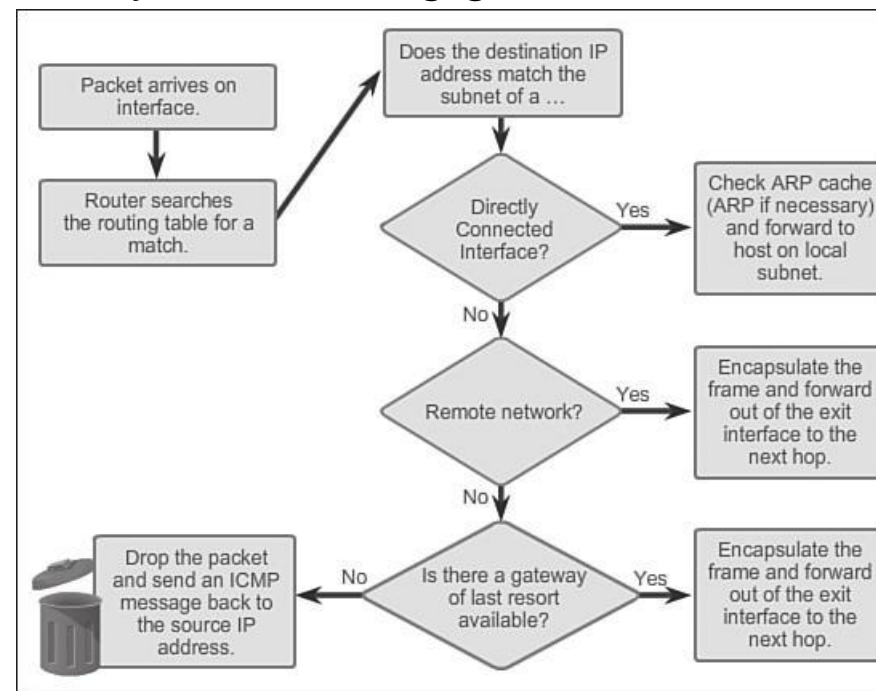 Packet arrives on
interface.
Router searches
the routing table for a
match.
Does the destination IP
address match the
subnet of a ...
Directly
Connected
Interface?
Yes
Check ARP cache
(ARP if necessary)
and forward to
host on local
subnet.
No
Remote network?
Yes
Encapsulate the
frame and forward
out of the exit
interface to the
next hop.
No
Is there a gateway
of last resort
available?
Yes
Encapsulate the
frame and forward
out of the exit
interface to the
next hop.
No
Drop the packet
and send an ICMP
message back to
the source IP
address.